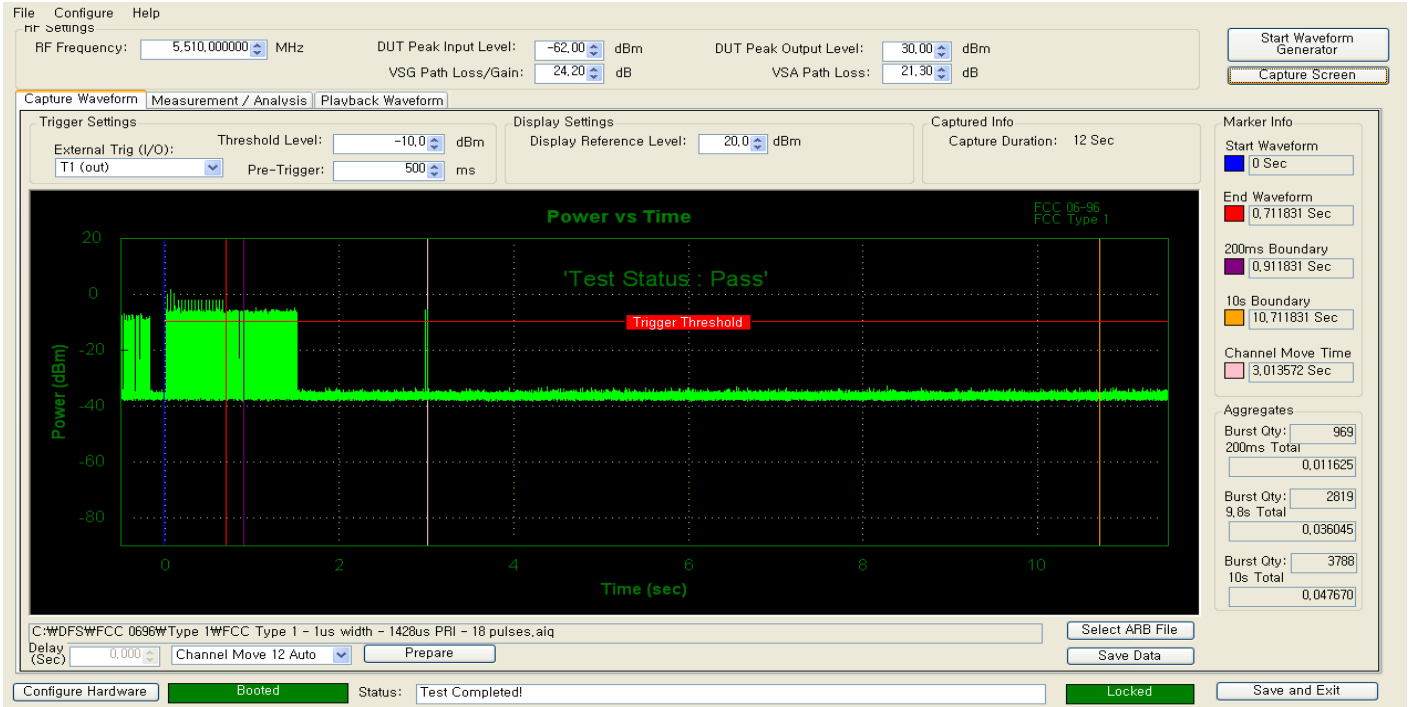 File Configure Help
RF Settings
RF Frequency: 5,510,000000 MHz DUT Peak Input Level: -62,00 dBm DUT Peak Output Level: 30,00 dBm
VSG Path Loss/Gain: 24,20 dB VSA Path Loss: 21,30 dB
Start Waveform
Generator
Capture Screen
Capture Waveform Measurement / Analysis Playback Waveform
Trigger Settings
External Trig (I/O): Threshold Level: -10,0 dBm
T1 (out) Pre-Trigger: 500 ms
Display Settings
Display Reference Level: 20,0 dBm
Captured Info
Capture Duration: 12 Sec
Marker Info
Start Waveform
0 Sec
End Waveform
0,711831 Sec
200ms Boundary
0,911831 Sec
10s Boundary
10,711831 Sec
Channel Move Time
3,013572 Sec
Power vs Time
FCC 06-96
FCC Type 1
'Test Status : Pass'
Trigger Threshold
Power (dBm)
20
0
-20
-40
-60
-80
0 2 4 6 8 10
Time (sec)
Aggregates
Burst Qty: 969
200ms Total
0,011625
Burst Qty: 2819
9,8s Total
0,036045
Burst Qty: 3788
10s Total
0,047670
C:₩DFS₩FCC 0696₩Type 1₩FCC Type 1 - 1us width - 1428us PRI - 18 pulses,aiq
Select ARB File
Delay
(Sec) 0,000 Channel Move 12 Auto Prepare
Save Data
Configure Hardware Booted Status: Test Completed! Locked Save and Exit